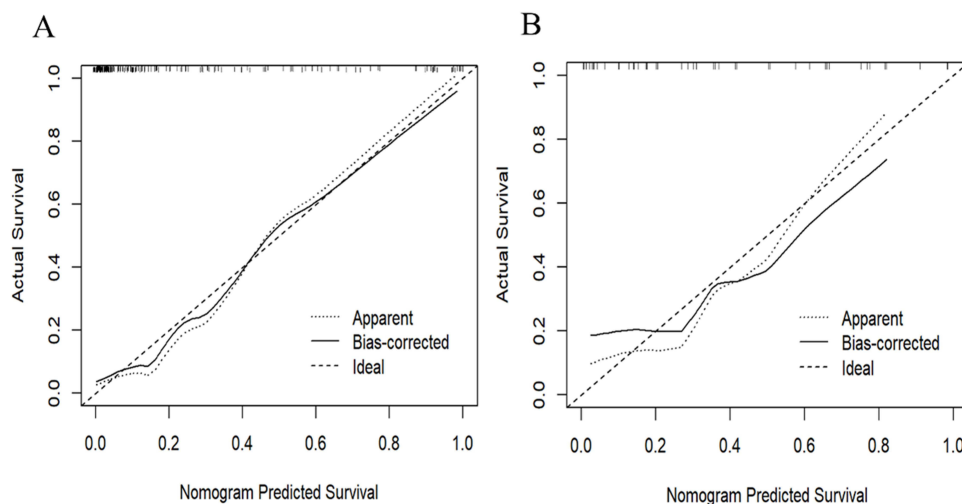 A
Actual Survival
1.0
0.8
0.6
0.4
0.2
0.0
Apparent
Bias-corrected
Ideal
0.0 0.2 0.4 0.6 0.8 1.0
Nomogram Predicted Survival
B
Actual Survival
1.0
0.8
0.6
0.4
0.2
0.0
Apparent
Bias-corrected
Ideal
0.0 0.2 0.4 0.6 0.8 1.0
Nomogram Predicted Survival